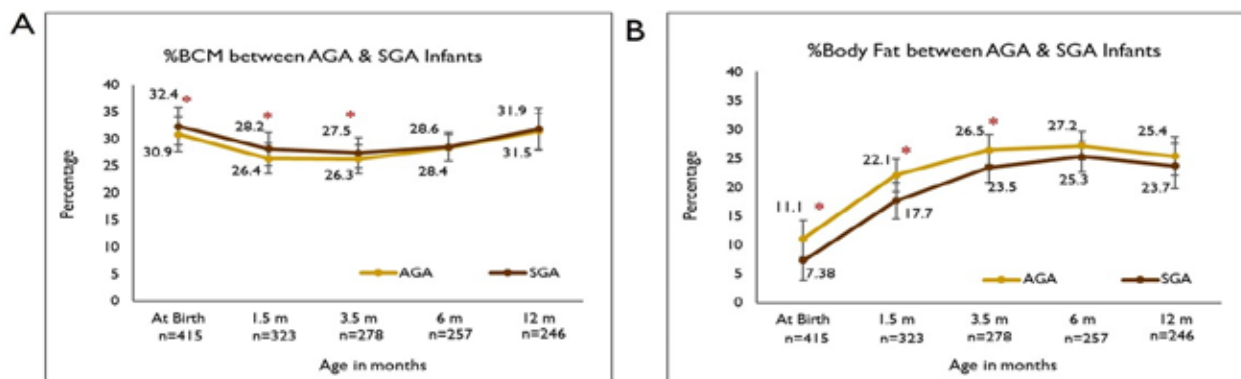 A
%BCM between AGA & SGA Infants
Percentage
40
35
30
25
20
15
10
5
0
32.4 *
28.2 *
27.5 *
28.6
31.9
30.9
26.4
26.3
28.4
31.5
AGA SGA
At Birth 1.5 m 3.5 m 6 m 12 m
n=415 n=323 n=278 n=257 n=246
Age in months
B
%Body Fat between AGA & SGA Infants
Percentage
40
35
30
25
20
15
10
5
0
11.1 *
22.1 *
26.5 *
27.2
25.4
7.38
17.7
23.5
25.3
23.7
AGA SGA
At Birth 1.5 m 3.5 m 6 m 12 m
n=415 n=323 n=278 n=257 n=246
Age in months